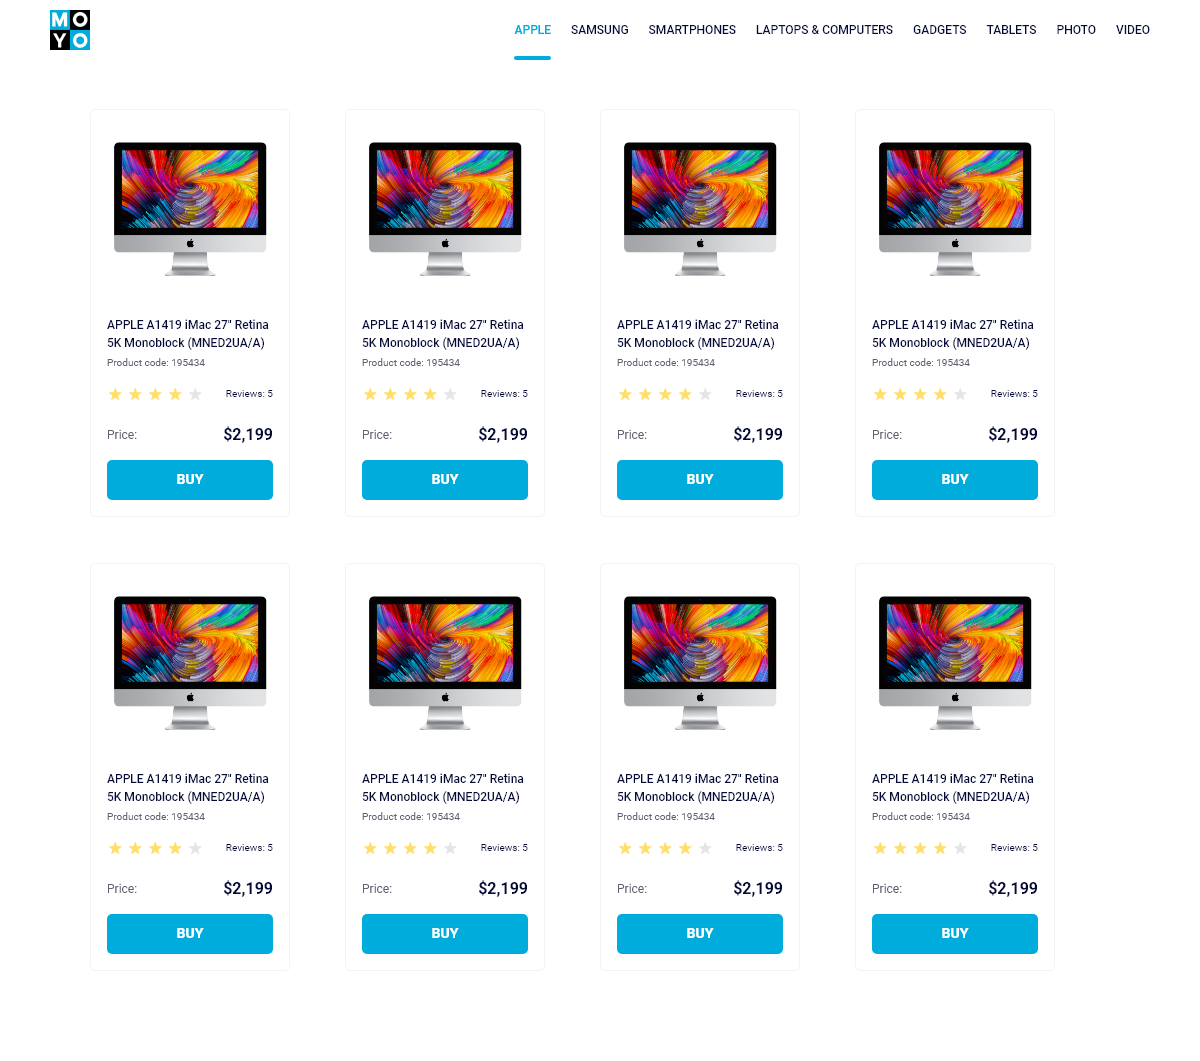 MO
YO
APPLE SAMSUNG SMARTPHONES LAPTOPS & COMPUTERS GADGETS TABLETS PHOTO VIDEO
APPLE A1419 iMac 27" Retina
5K Monoblock (MNED2UA/A)
Product code: 195434
Reviews: 5
Price: $2,199
BUY
APPLE A1419 iMac 27" Retina
5K Monoblock (MNED2UA/A)
Product code: 195434
Reviews: 5
Price: $2,199
BUY
APPLE A1419 iMac 27" Retina
5K Monoblock (MNED2UA/A)
Product code: 195434
Reviews: 5
Price: $2,199
BUY
APPLE A1419 iMac 27" Retina
5K Monoblock (MNED2UA/A)
Product code: 195434
Reviews: 5
Price: $2,199
BUY
APPLE A1419 iMac 27" Retina
5K Monoblock (MNED2UA/A)
Product code: 195434
Reviews: 5
Price: $2,199
BUY
APPLE A1419 iMac 27" Retina
5K Monoblock (MNED2UA/A)
Product code: 195434
Reviews: 5
Price: $2,199
BUY
APPLE A1419 iMac 27" Retina
5K Monoblock (MNED2UA/A)
Product code: 195434
Reviews: 5
Price: $2,199
BUY
APPLE A1419 iMac 27" Retina
5K Monoblock (MNED2UA/A)
Product code: 195434
Reviews: 5
Price: $2,199
BUY